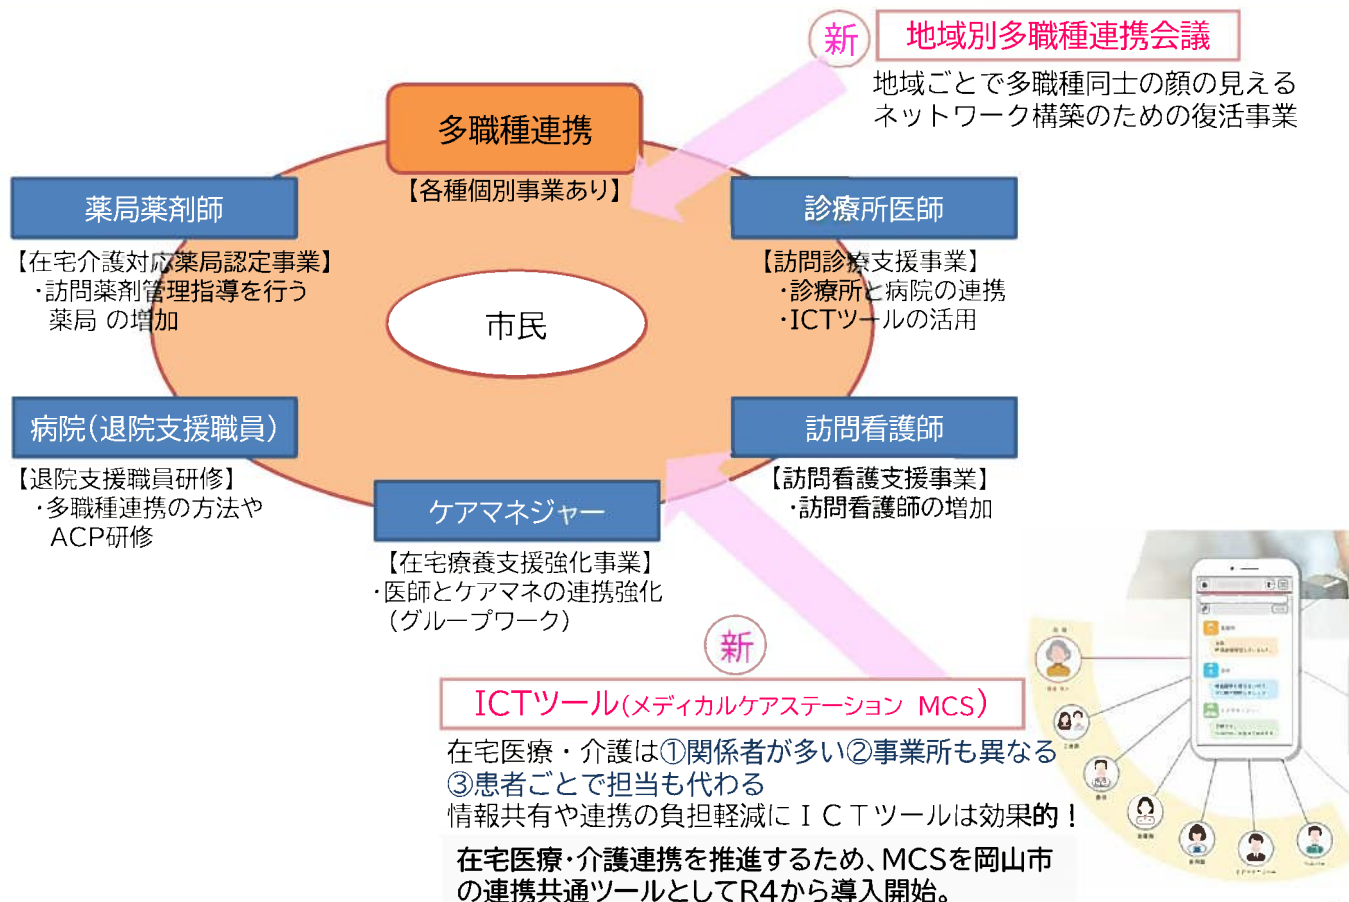 新
地域別多職種連携会議
地域ごとで多職種同士の顔の見える
ネットワーク構築のための復活事業
多職種連携
【各種個別事業あり】
薬局薬剤師
【在宅介護対応薬局認定事業】
・訪問薬剤管理指導を行う
薬局 の増加
診療所医師
【訪問診療支援事業】
・診療所と病院の連携
・ICTツールの活用
市民
病院(退院支援職員)
【退院支援職員研修】
・多職種連携の方法や
ACP研修
訪問看護師
【訪問看護支援事業】
・訪問看護師の増加
ケアマネジャー
【在宅療養支援強化事業】
・医師とケアマネの連携強化
(グループワーク)
新
ICTツール(メディカルケアステーション MCS)
在宅医療・介護は①関係者が多い②事業所も異なる
③患者ごとで担当も代わる
情報共有や連携の負担軽減にＩＣＴツールは効果的！
在宅医療・介護連携を推進するため、MCSを岡山市
の連携共通ツールとしてR4から導入開始。